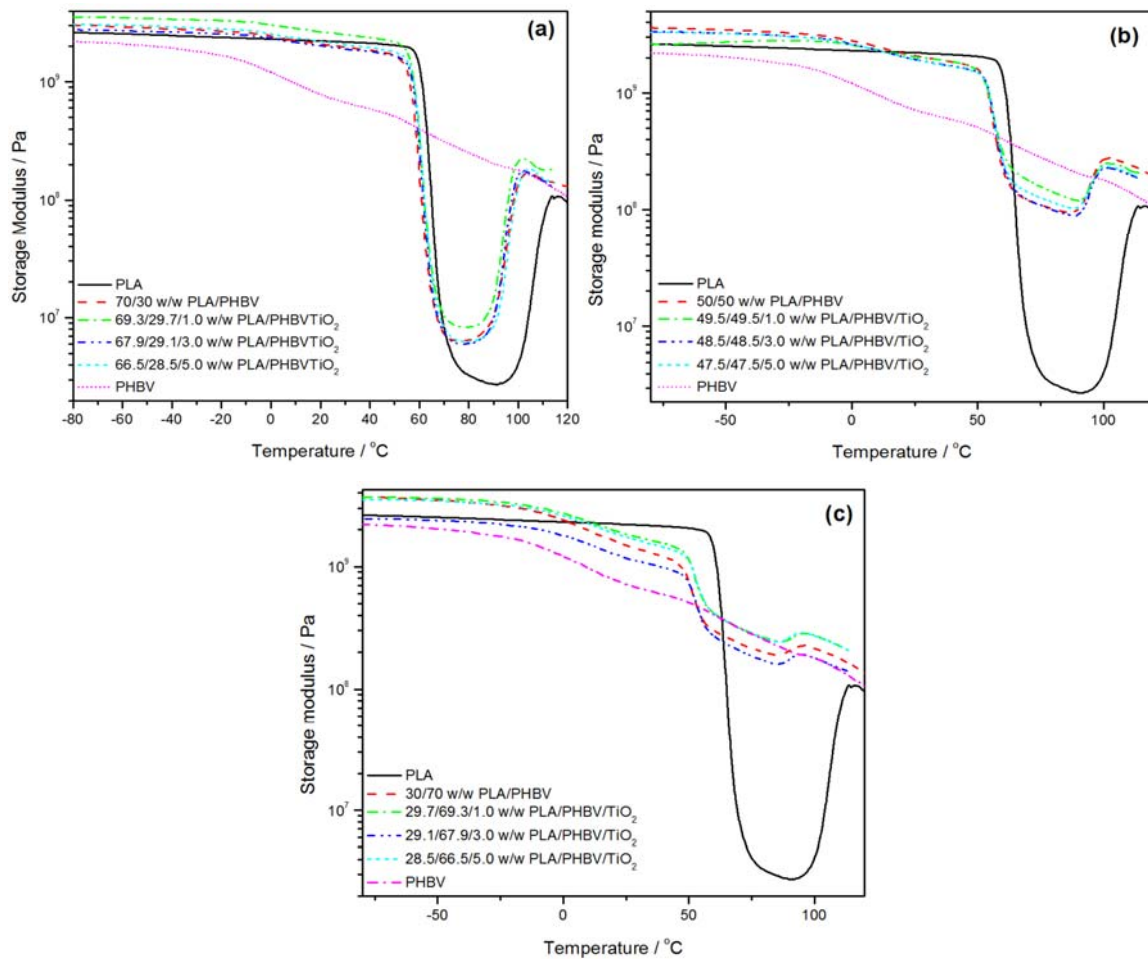 (a)
Storage Modulus / Pa
10⁹
10⁸
10⁷
PLA
70/30 w/w PLA/PHBV
69.3/29.7/1.0 w/w PLA/PHBVTiO₂
67.9/29.1/3.0 w/w PLA/PHBVTiO₂
66.5/28.5/5.0 w/w PLA/PHBVTiO₂
PHBV
-80 -60 -40 -20 0 20 40 60 80 100 120
Temperature / °C
(b)
Storage modulus / Pa
10⁹
10⁸
10⁷
PLA
50/50 w/w PLA/PHBV
49.5/49.5/1.0 w/w PLA/PHBVTiO₂
48.5/48.5/3.0 w/w PLA/PHBVTiO₂
47.5/47.5/5.0 w/w PLA/PHBVTiO₂
PHBV
-50 0 50 100
Temperature / °C
(c)
Storage modulus / Pa
10⁹
10⁸
10⁷
PLA
30/70 w/w PLA/PHBV
29.7/69.3/1.0 w/w PLA/PHBV/TiO₂
29.1/67.9/3.0 w/w PLA/PHBV/TiO₂
28.5/66.5/5.0 w/w PLA/PHBV/TiO₂
PHBV
-50 0 50 100
Temperature / °C